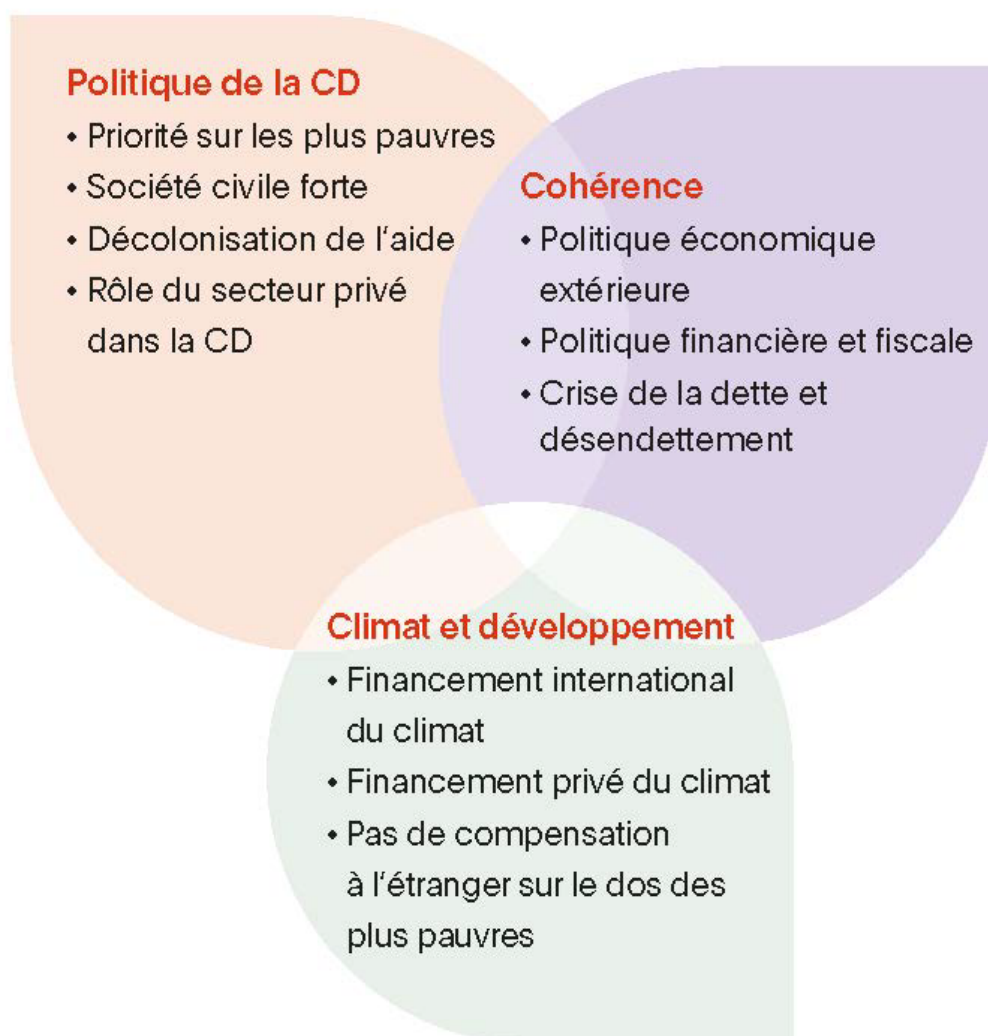 Politique de la CD
• Priorité sur les plus pauvres
• Société civile forte
• Décolonisation de l'aide
• Rôle du secteur privé
dans la CD
Cohérence
• Politique économique
extérieure
• Politique financière et fiscale
• Crise de la dette et
désendettement
Climat et développement
• Financement international
du climat
• Financement privé du climat
• Pas de compensation
à l'étranger sur le dos des
plus pauvres